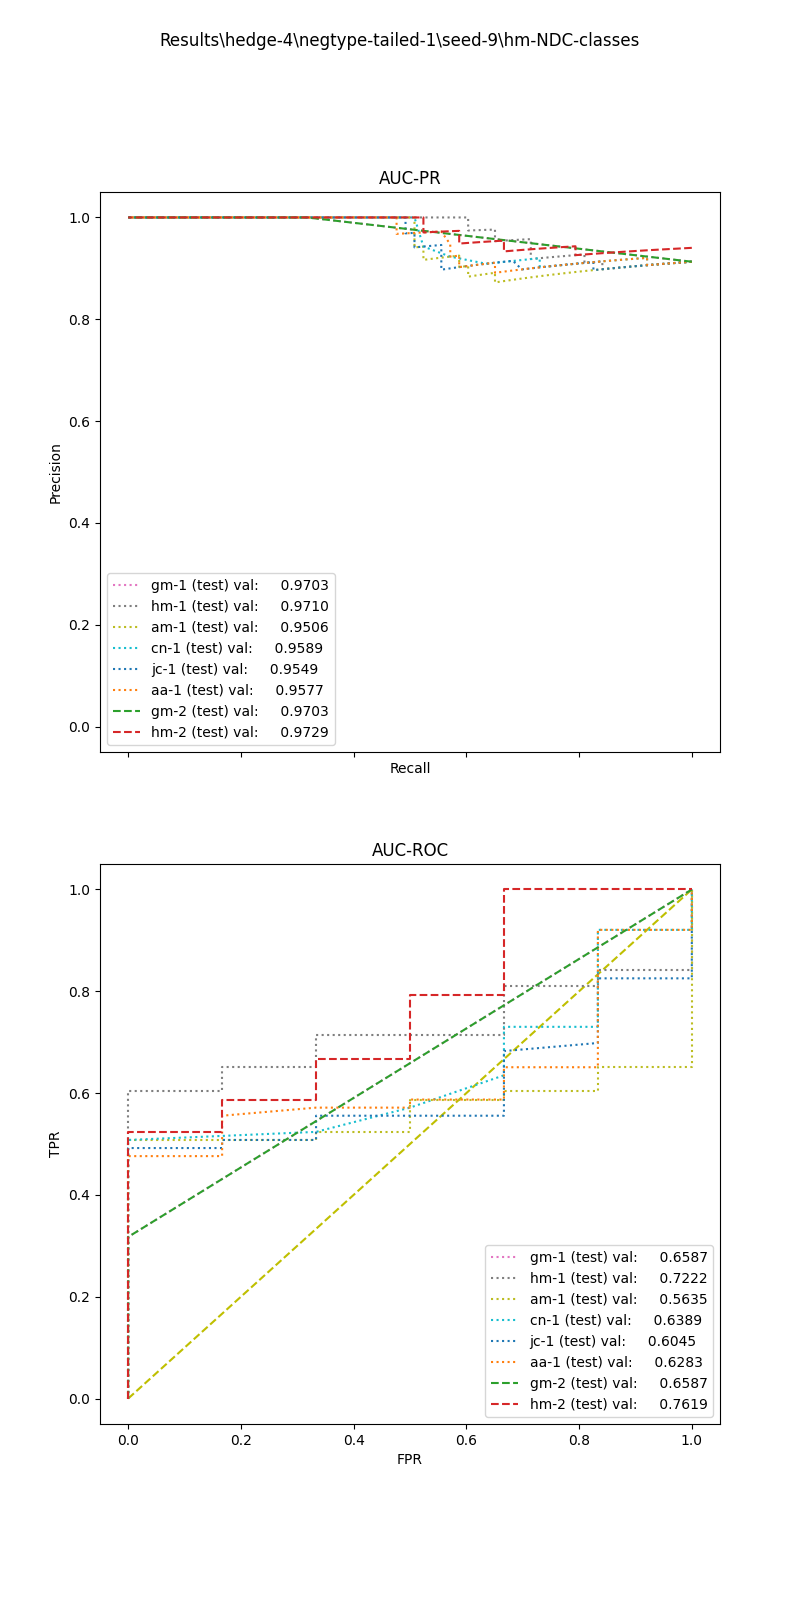 Results\hedge-4\negtype-tailed-1\seed-9\hm-NDC-classes
AUC-PR
1.0
0.8
0.6
0.4
0.2
0.0
Precision
gm-1 (test) val: 0.9703
hm-1 (test) val: 0.9710
am-1 (test) val: 0.9506
cn-1 (test) val: 0.9589
jc-1 (test) val: 0.9549
aa-1 (test) val: 0.9577
gm-2 (test) val: 0.9703
hm-2 (test) val: 0.9729
Recall
AUC-ROC
1.0
0.8
0.6
0.4
0.2
0.0
TPR
gm-1 (test) val: 0.6587
hm-1 (test) val: 0.7222
am-1 (test) val: 0.5635
cn-1 (test) val: 0.6389
jc-1 (test) val: 0.6045
aa-1 (test) val: 0.6283
gm-2 (test) val: 0.6587
hm-2 (test) val: 0.7619
0.0 0.2 0.4 0.6 0.8 1.0
FPR